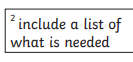 ² include a list of
what is needed